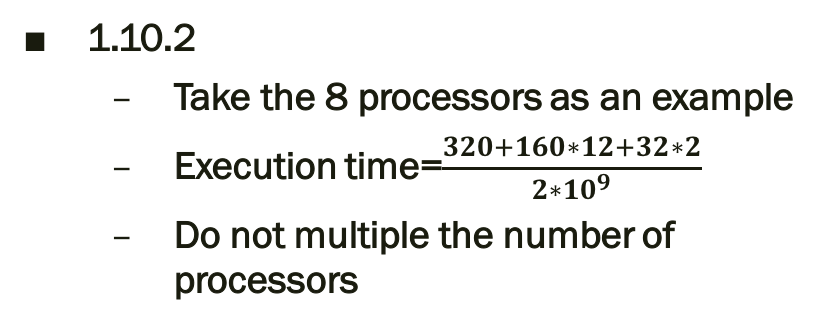 ▪ 1.10.2
– Take the 8 processors as an example
– Execution time=\frac{320+160*12+32*2}{2*10^9}
– Do not multiple the number of
processors